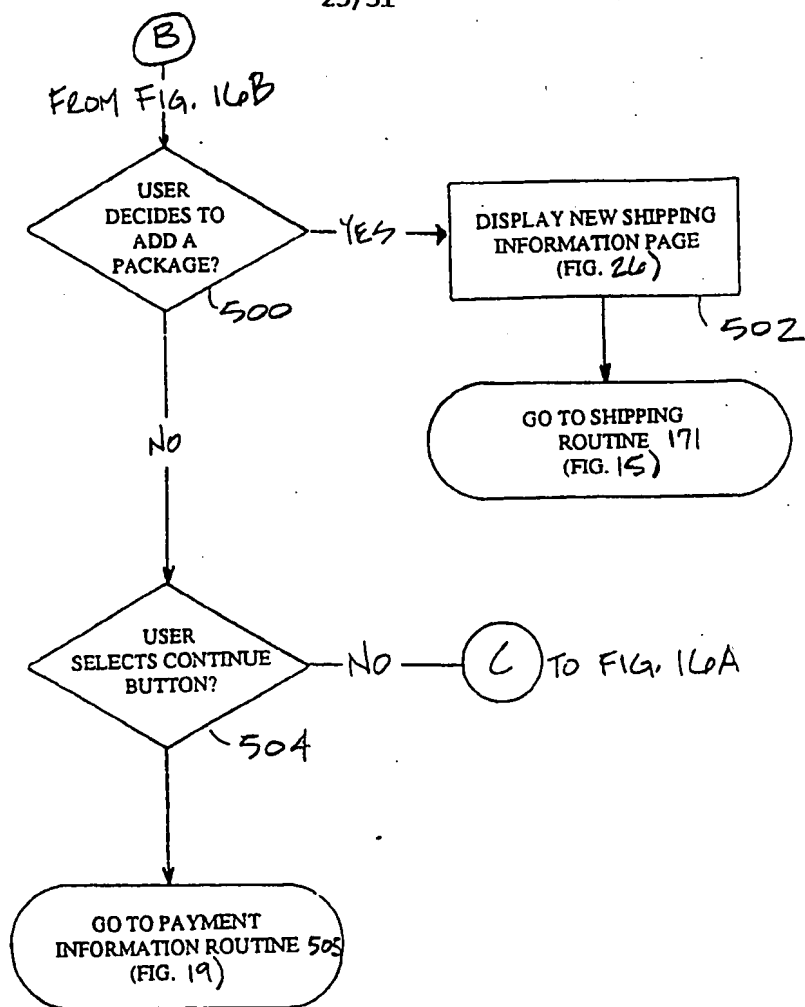 B
FROM FIG. 16B
USER
DECIDES TO
ADD A
PACKAGE?
YES
500
DISPLAY NEW SHIPPING
INFORMATION PAGE
(FIG. 26)
502
GO TO SHIPPING
ROUTINE 171
(FIG. 15)
NO
USER
SELECTS CONTINUE
BUTTON?
NO
C
TO FIG. 16A
504
GO TO PAYMENT
INFORMATION ROUTINE 505
(FIG. 19)